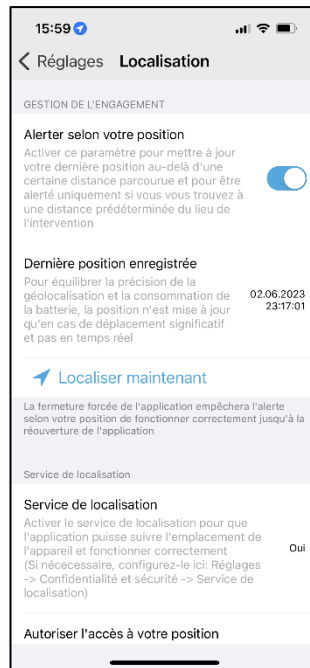 15:59
Réglages Localisation
GESTION DE L'ENGAGEMENT
Alerter selon votre position
Activer ce paramètre pour mettre à jour
votre dernière position au-delà d'une
certaine distance parcourue et pour être
alerté uniquement si vous vous trouvez à
une distance prédéterminée du lieu de
l'intervention
Dernière position enregistrée
Pour équilibrer la précision de la
géolocalisation et la consommation de
la batterie, la position n'est mise à jour
qu'en cas de déplacement significatif
et pas en temps réel
02.06.2023
23:17:01
Localiser maintenant
La fermeture forcée de l'application empêchera l'alerte
selon votre position de fonctionner correctement jusqu'à la
réouverture de l'application
Service de localisation
Service de localisation
Activer le service de localisation pour que
l'application puisse suivre l'emplacement de
l'appareil et fonctionner correctement
(Si nécecessaire, configurez-le ici: Réglages
-> Confidentialité et sécurité -> Service de
localisation)
Oui
Autoriser l'accès à votre position